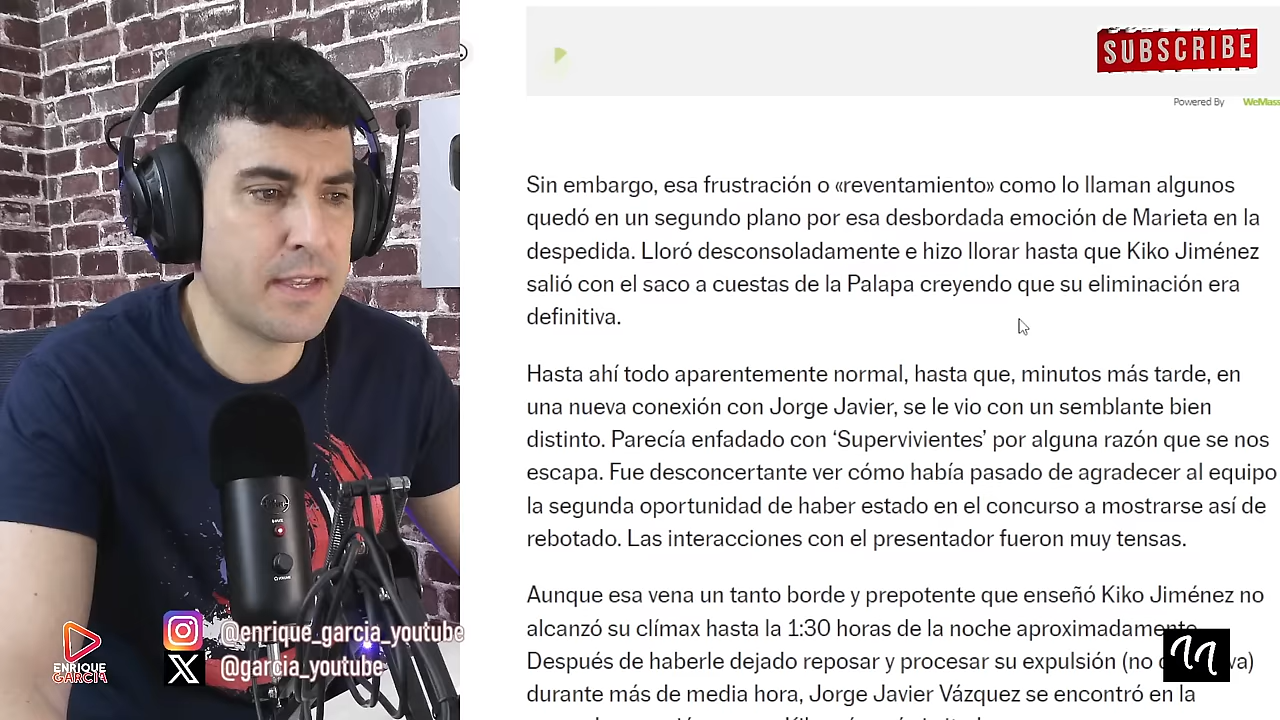 SUBSCRIBE
Powered By WeMass
Sin embargo, esa frustración o «reventamiento» como lo llaman algunos
quedó en un segundo plano por esa desbordada emoción de Marieta en la
despedida. Lloró desconsoladamente e hizo llorar hasta que Kiko Jiménez
salió con el saco a cuestas de la Palapa creyendo que su eliminación era
definitiva.
Hasta ahí todo aparentemente normal, hasta que, minutos más tarde, en
una nueva conexión con Jorge Javier, se le vio con un semblante bien
distinto. Parecía enfadado con ‘Supervivientes’ por alguna razón que se nos
escapa. Fue desconcertante ver cómo había pasado de agradecer al equipo
la segunda oportunidad de haber estado en el concurso a mostrarse así de
rebotado. Las interacciones con el presentador fueron muy tensas.
Aunque esa vena un tanto borde y prepotente que enseñó Kiko Jiménez no
alcanzó su clímax hasta la 1:30 horas de la noche aproximadamente.
Después de haberle dejado reposar y procesar su expulsión (no
durante más de media hora, Jorge Javier Vázquez se encontró en la
@enrique_garcia_youtube
@garcia_youtube
ENRIQUE
GARCIA